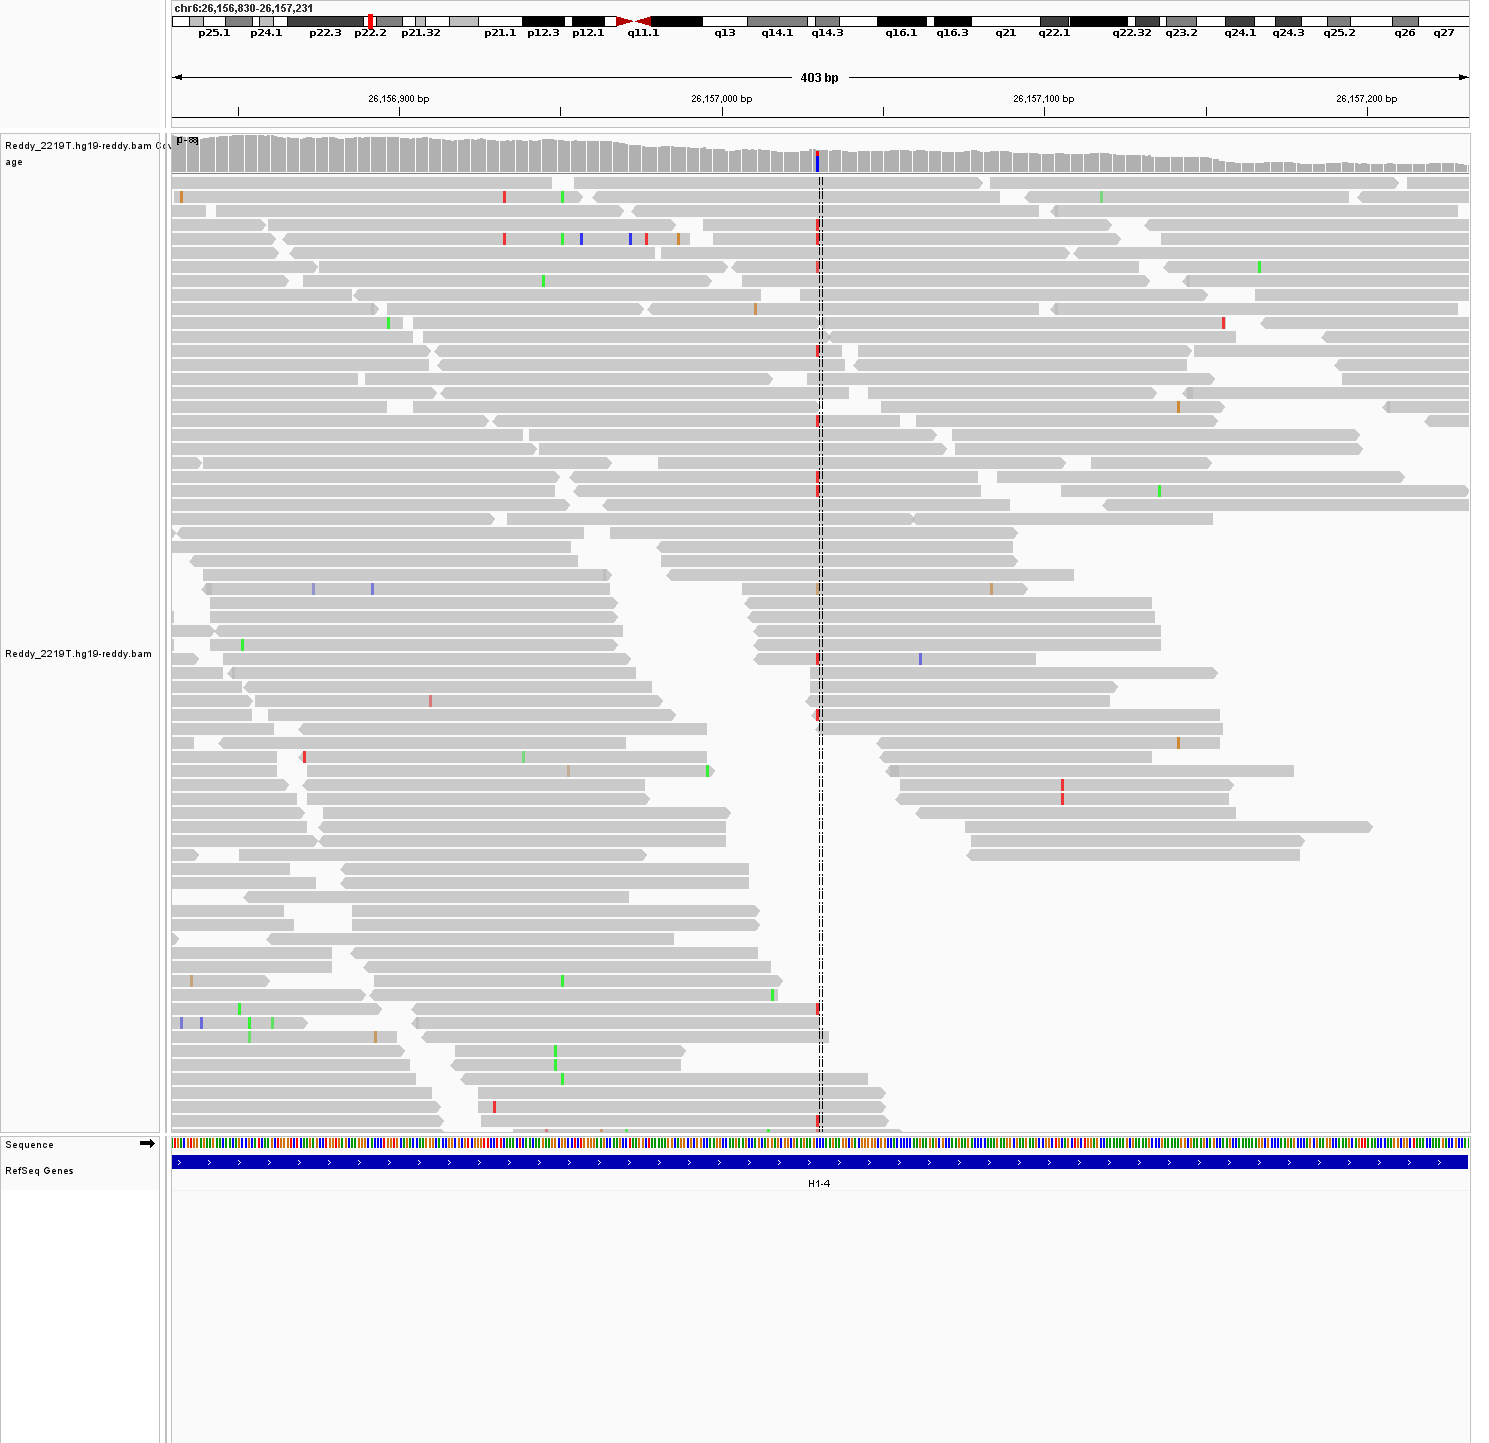 chr6:26,156,830-26,157,231
p25.1 p24.1 p22.3 p22.2 p21.32 p21.1 p12.3 p12.1 q11.1 q13 q14.1 q14.3 q16.1 q16.3 q21 q22.1 q22.32 q23.2 q24.1 q24.3 q25.2 q26 q27
403 bp
26,156,900 bp 26,157,000 bp 26,157,100 bp 26,157,200 bp
Reddy_2219T.hg19-reddy.bam Cov
age
Reddy_2219T.hg19-reddy.bam
Sequence
RefSeq Genes
H1-4